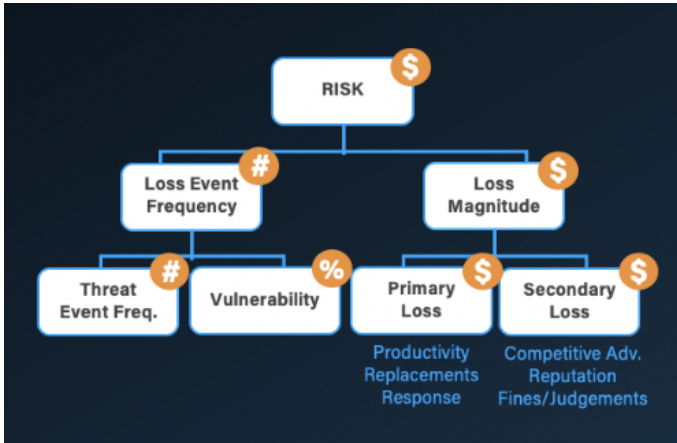 $
RISK
#
$
Loss Event
Frequency
Loss
Magnitude
#
%
$
$
Threat
Event Freq.
Vulnerability
Primary
Loss
Secondary
Loss
Productivity
Replacements
Response
Competitive Adv.
Reputation
Fines/Judgements